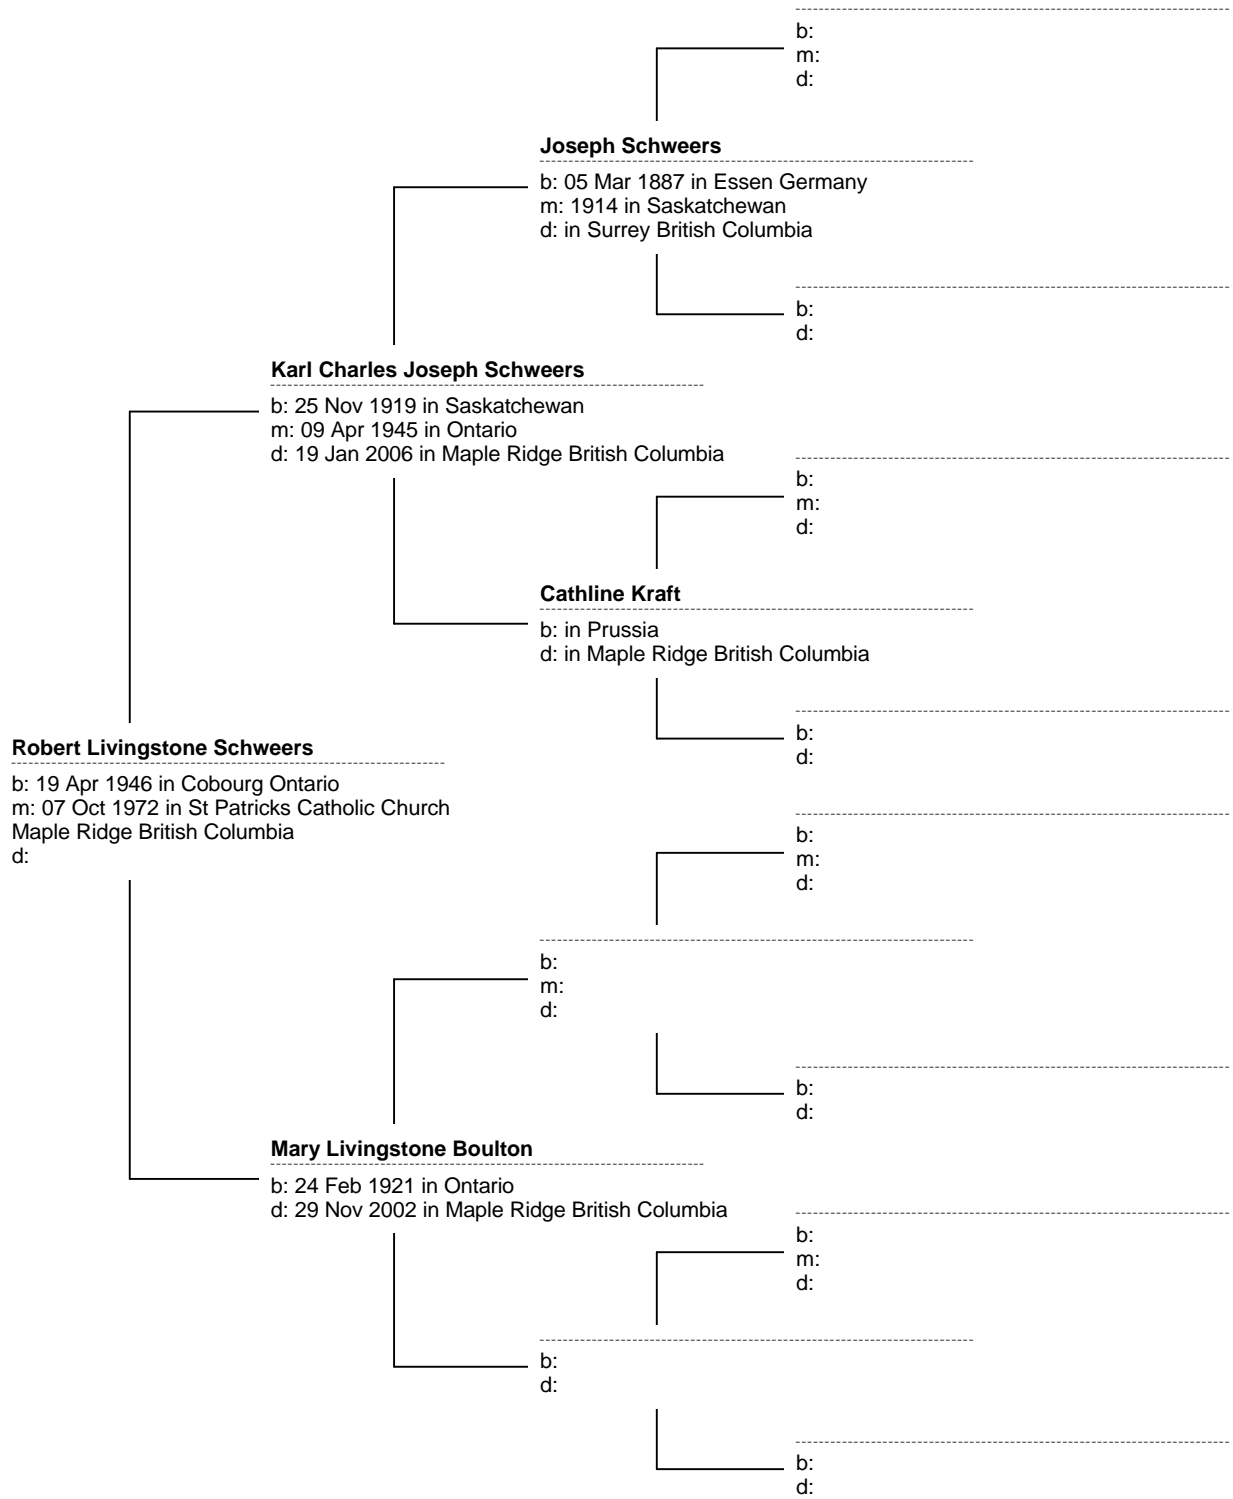 b:
m:
d:
Joseph Schweers
b: 05 Mar 1887 in Essen Germany
m: 1914 in Saskatchewan
d: in Surrey British Columbia
b:
d:
Karl Charles Joseph Schweers
b: 25 Nov 1919 in Saskatchewan
m: 09 Apr 1945 in Ontario
d: 19 Jan 2006 in Maple Ridge British Columbia
b:
m:
d:
Cathline Kraft
b: in Prussia
d: in Maple Ridge British Columbia
b:
d:
Robert Livingstone Schweers
b: 19 Apr 1946 in Cobourg Ontario
m: 07 Oct 1972 in St Patricks Catholic Church
Maple Ridge British Columbia
d:
b:
m:
d:
b:
m:
d:
b:
d:
Mary Livingstone Boulton
b: 24 Feb 1921 in Ontario
d: 29 Nov 2002 in Maple Ridge British Columbia
b:
m:
d:
b:
d:
b:
d: